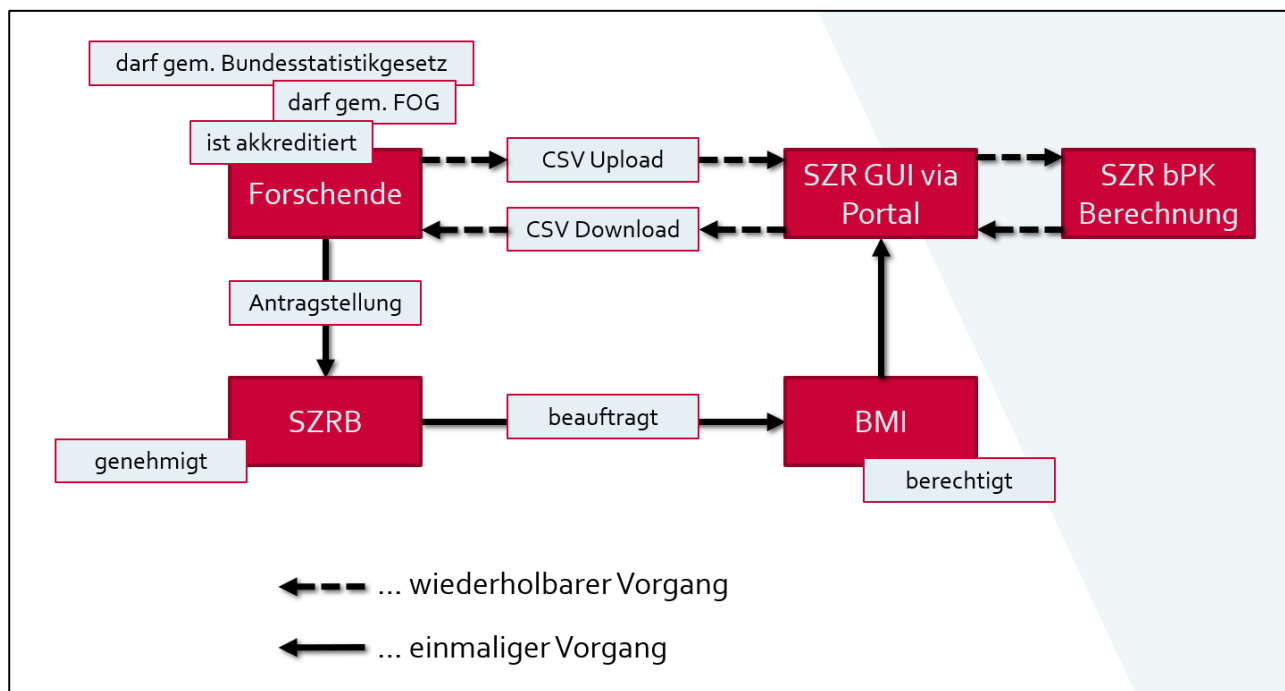 darf gem. Bundesstatistikgesetz
darf gem. FOG
ist akkreditiert
Forschende
CSV Upload
CSV Download
SZR GUI via
Portal
SZR bPK
Berechnung
Antragstellung
SZRB
genehmigt
beauftragt
BMI
berechtigt
... wiederholbarer Vorgang
... einmaliger Vorgang